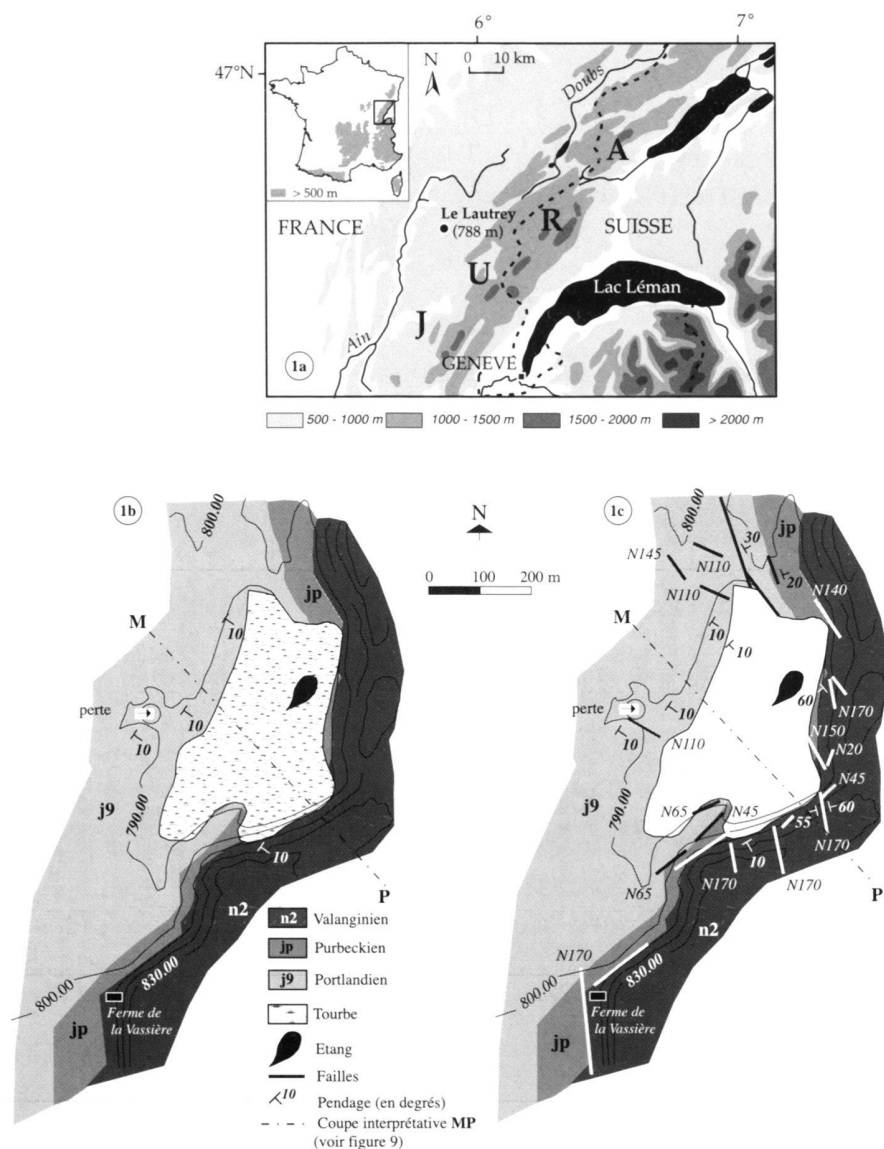 6°
7°
47°N
N
0 10 km
Doubs
> 500 m
A
FRANCE
Le Lautrey
(788 m)
R
SUISSE
U
Lac Léman
J
Ain
GENEVE
1a
500 - 1000 m
1000 - 1500 m
1500 - 2000 m
> 2000 m
1b
800.00
N
0 100 200 m
jp
M
10
perte
10
10
j9
790.00
10
P
n2
830.00
800.00
Ferme de
la Vassière
jp
n2 Valanginien
jp Purbeckien
j9 Portlandien
Tourbe
Etang
Failles
10 Pendage (en degrés)
Coupe interprétative MP
(voir figure 9)
1c
800.00
jp
30
N145
N110
20
N110
N140
M
10
10
60
perte
10
N170
10
N110
N150
N20
j9
790.00
N45
N65
N45
60
55
N170
10
N65
N170
N170
P
n2
N170
830.00
800.00
Ferme de
la Vassière
jp